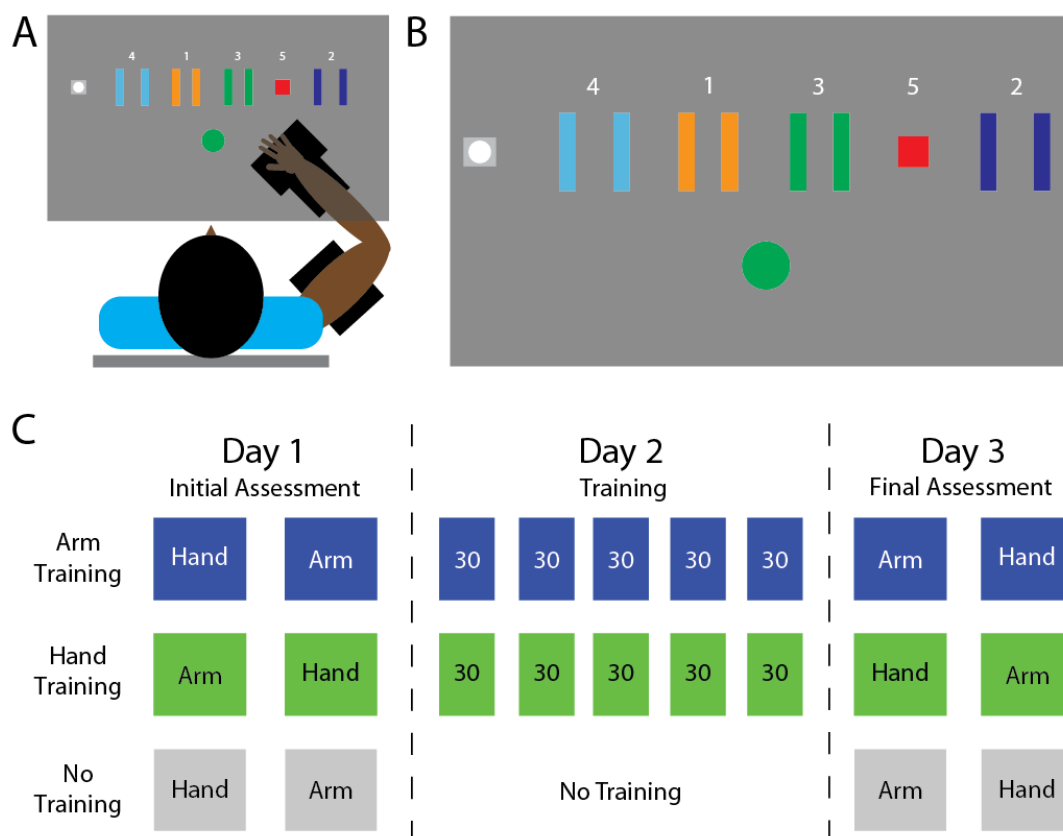 A
4 1 3 5 2
B
4 1 3 5 2
C
Day 1 Day 2 Day 3
Initial Assessment Training Final Assessment
Arm Training
Hand Arm 30 30 30 30 30 Arm Hand
Hand Training
Arm Hand 30 30 30 30 30 Hand Arm
No Training
Hand Arm No Training Arm Hand